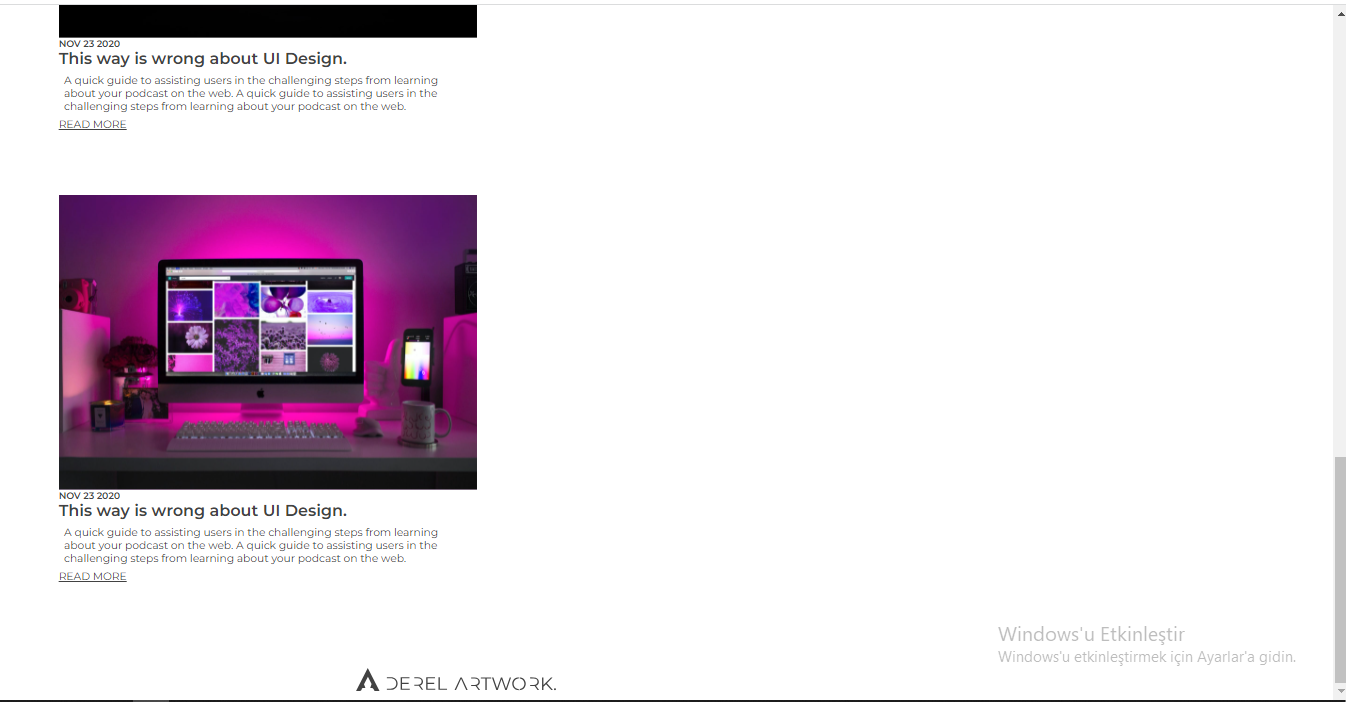 NOV 23 2020
This way is wrong about UI Design.
A quick guide to assisting users in the challenging steps from learning
about your podcast on the web. A quick guide to assisting users in the
challenging steps from learning about your podcast on the web.
READ MORE
NOV 23 2020
This way is wrong about UI Design.
A quick guide to assisting users in the challenging steps from learning
about your podcast on the web. A quick guide to assisting users in the
challenging steps from learning about your podcast on the web.
READ MORE
Windows'u Etkinleştir
Windows'u etkinleştirmek için Ayarlar'a gidin.
DEREL ARTWORK.